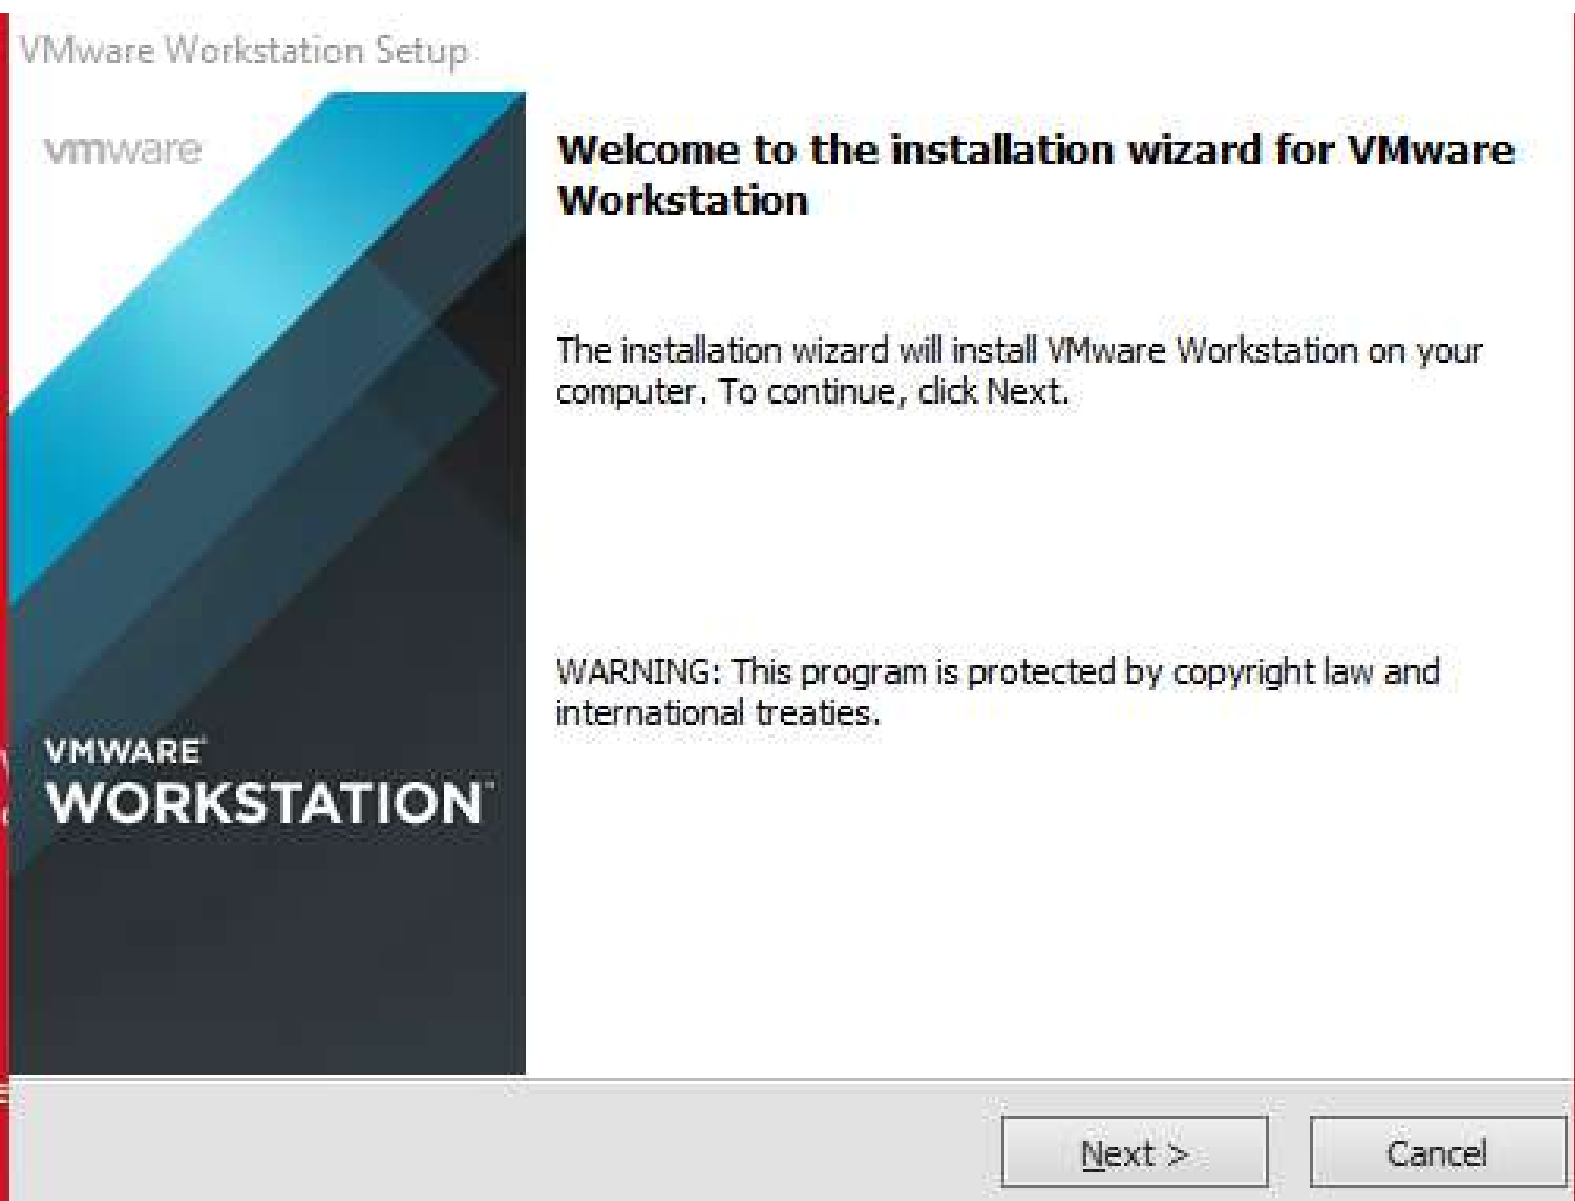 VMware Workstation Setup
vmware
Welcome to the installation wizard for VMware
Workstation
The installation wizard will install VMware Workstation on your
computer. To continue, click Next.
WARNING: This program is protected by copyright law and
international treaties.
VMWARE
WORKSTATION
Next >
Cancel